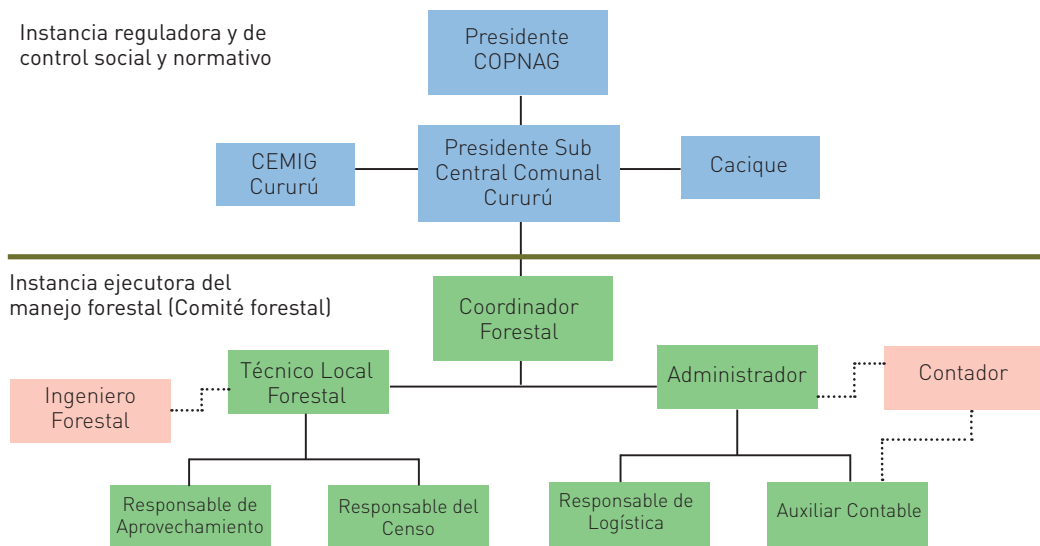 Instancia reguladora y de
control social y normativo
Presidente
COPNAG
CEMIG
Cururú
Presidente Sub
Central Comunal
Cururú
Cacique
Instancia ejecutora del
manejo forestal (Comité forestal)
Coordinador
Forestal
Ingeniero
Forestal
Técnico Local
Forestal
Administrador
Contador
Responsable de
Aprovechamiento
Responsable del
Censo
Responsable de
Logística
Auxiliar Contable